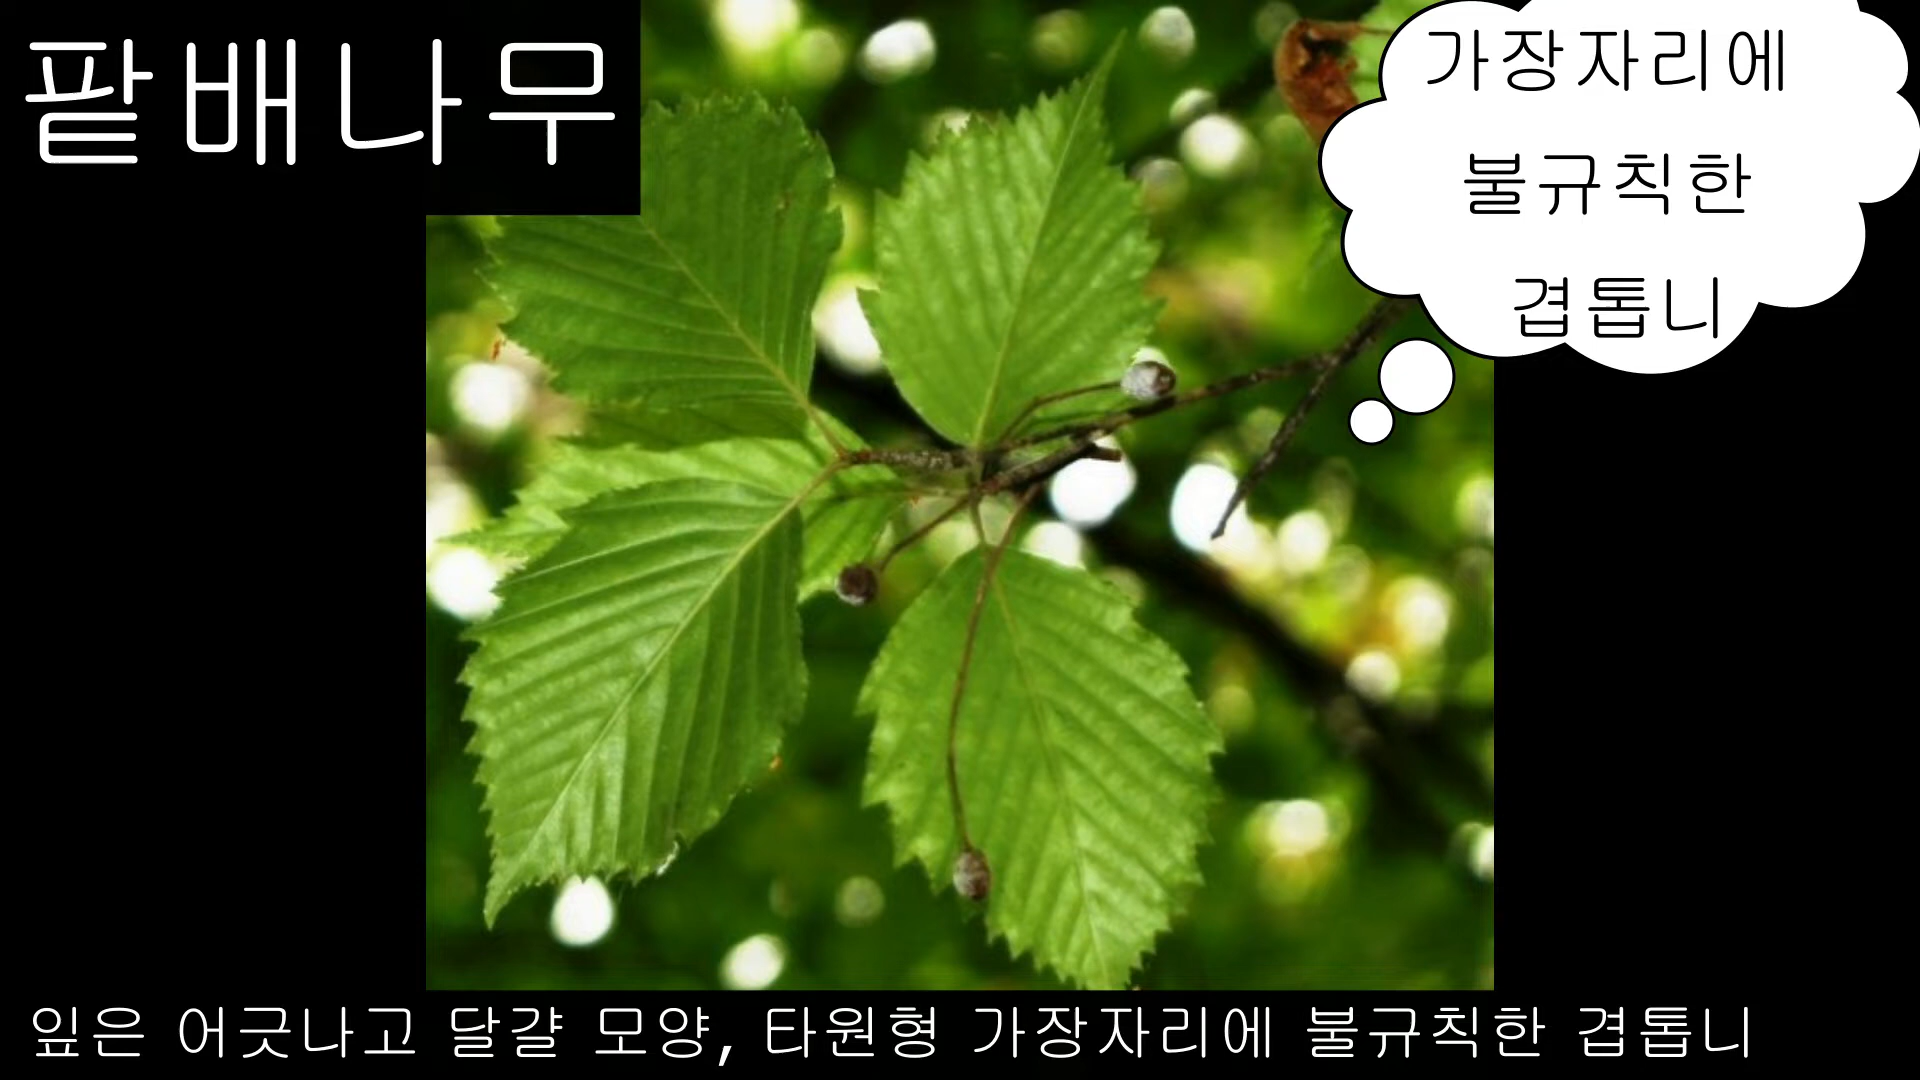 팥배나무
가장자리에
불규칙한
겹톱니
잎은 어긋나고 달걀 모양, 타원형 가장자리에 불규칙한 겹톱니